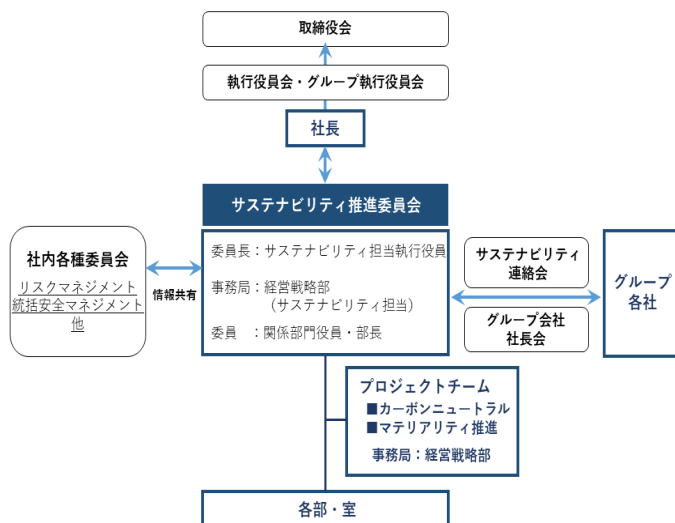 取締役会
執行役員会・グループ執行役員会
社長
サステナビリティ推進委員会
委員長：サステナビリティ担当執行役員
事務局：経営戦略部
（サステナビリティ担当）
委員　：関係部門役員・部長
社内各種委員会
リスクマネジメント
統括安全マネジメント
他
情報共有
サステナビリティ
連絡会
グループ会社
社長会
グループ
各社
プロジェクトチーム
■カーボンニュートラル
■マテリアリティ推進
事務局：経営戦略部
各部・室